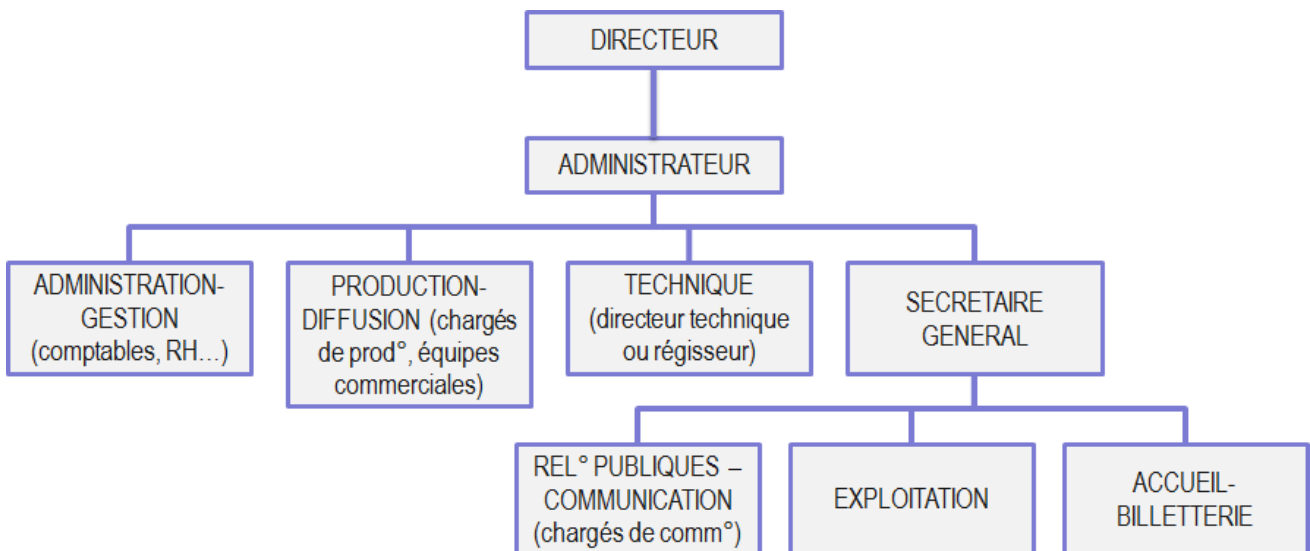 DIRECTEUR
ADMINISTRATEUR
ADMINISTRATION-
GESTION
(comptables, RH…)
PRODUCTION-
DIFFUSION (chargés
de prod°, équipes
commerciales)
TECHNIQUE
(directeur technique
ou régisseur)
SECRETAIRE
GENERAL
REL° PUBLIQUES –
COMMUNICATION
(chargés de comm°)
EXPLOITATION
ACCUEIL-
BILLETTERIE